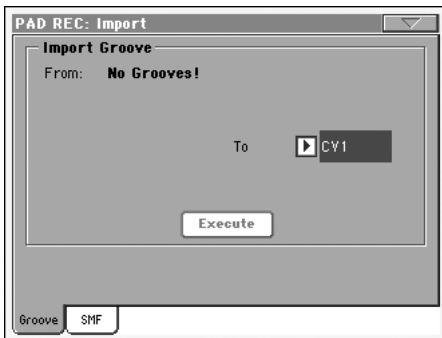 PAD REC: Import
Import Groove
From: No Grooves!
To CV1
Execute
Groove SMF